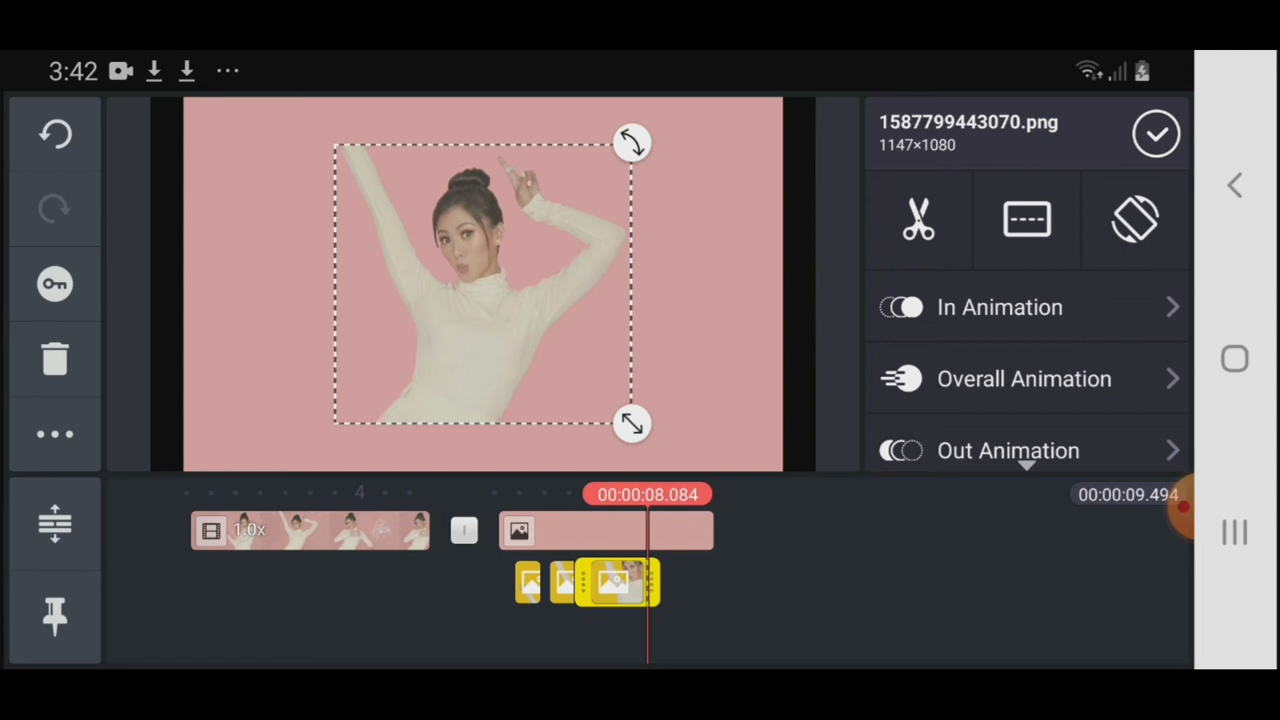 3:42
1587799443070.png
1147×1080
In Animation
Overall Animation
Out Animation
4
00:00:08.084
00:00:09.494
1.0x